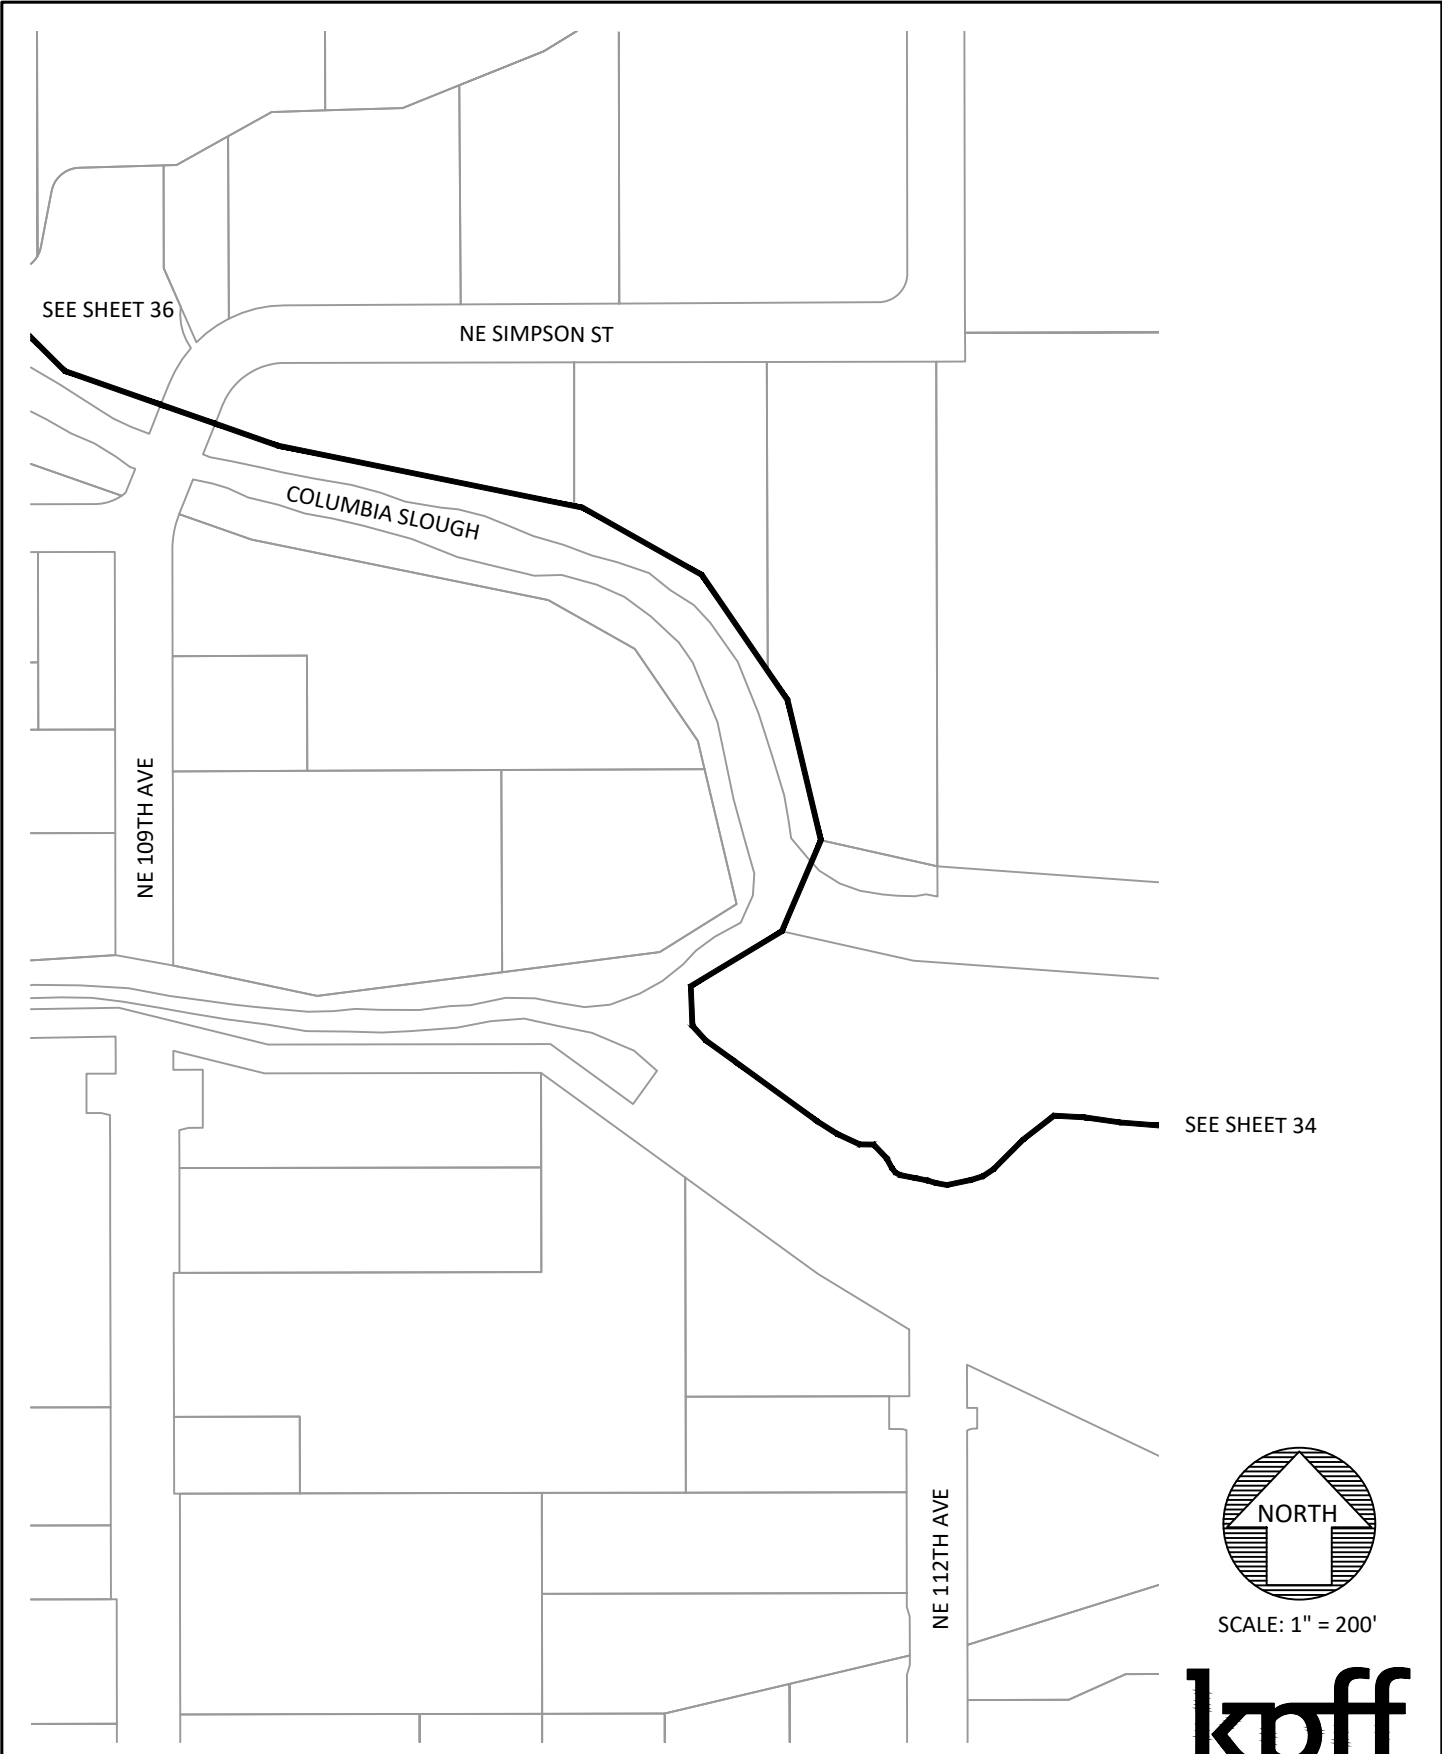 SEE SHEET 36
NE SIMPSON ST
COLUMBIA SLOUGH
NE 109TH AVE
SEE SHEET 34
NE 112TH AVE
NORTH
SCALE: 1" = 200'
kpff